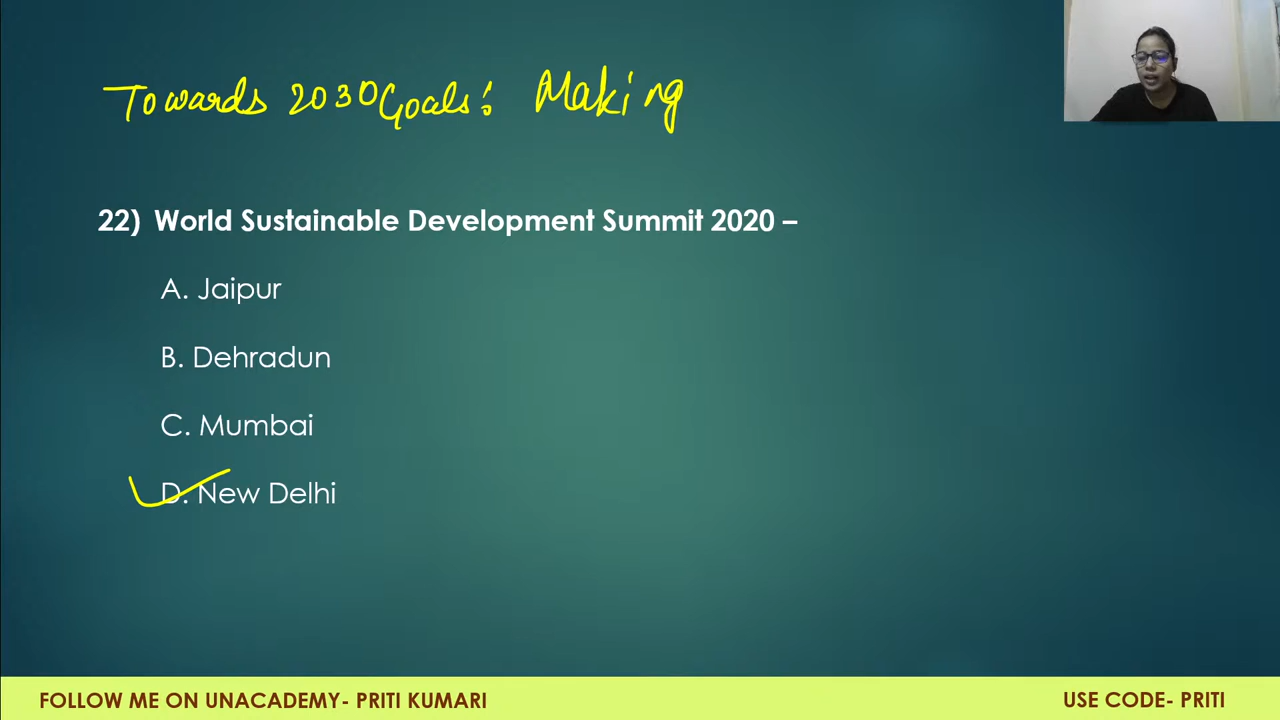 Towards 2030 Goals: Making
22) World Sustainable Development Summit 2020 –
A. Jaipur
B. Dehradun
C. Mumbai
D. New Delhi
FOLLOW ME ON UNACADEMY- PRITI KUMARI
USE CODE- PRITI